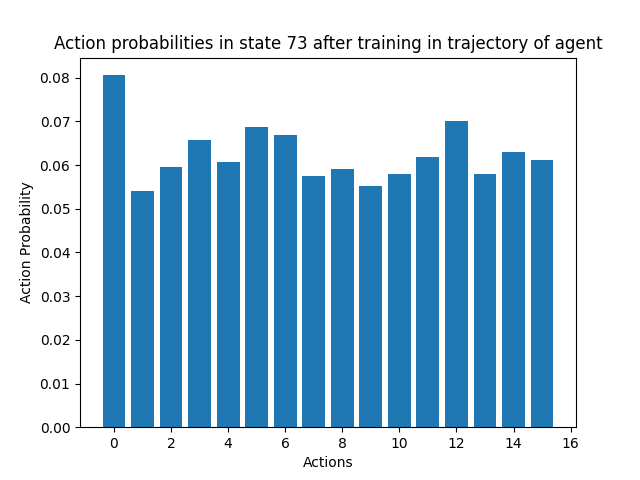 Action probabilities in state 73 after training in trajectory of agent
0.08
0.07
0.06
0.05
0.04
0.03
0.02
0.01
0.00
Action Probability
0 2 4 6 8 10 12 14 16
Actions